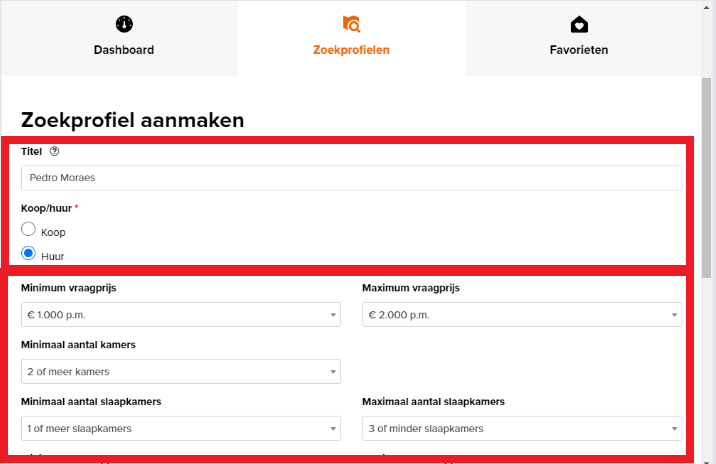 Dashboard
Zoekprofielen
Favorieten
Zoekprofiel aanmaken
Titel ?
Pedro Moraes
Koop/huur *
Koop
Huur
Minimum vraagprijs
Maximum vraagprijs
€ 1.000 p.m.
€ 2.000 p.m.
Minimaal aantal kamers
2 of meer kamers
Minimaal aantal slaapkamers
Maximaal aantal slaapkamers
1 of meer slaapkamers
3 of minder slaapkamers